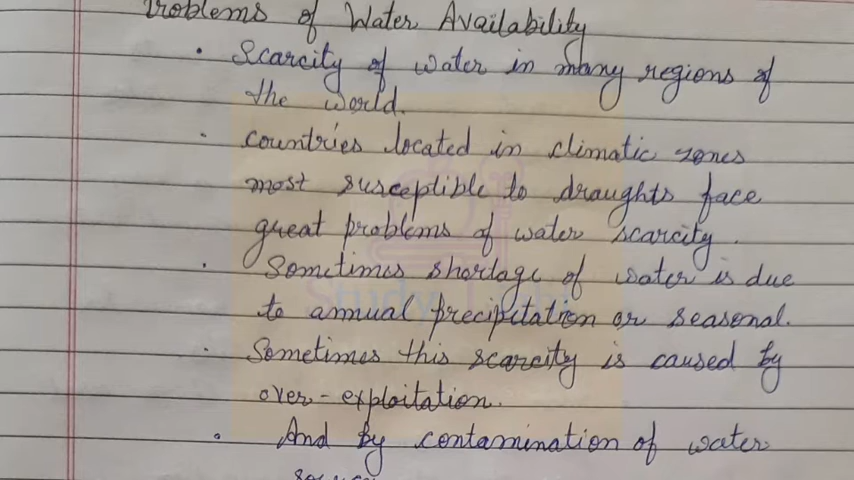 Problems of Water Availability
• Scarcity of water in many regions of
the world.
• countries located in climatic zones
most susceptible to draughts face
great problems of water scarcity.
• Sometimes shortage of water is due
to annual precipitation or seasonal.
• Sometimes this scarcity is caused by
over-exploitation.
• And by contamination of water
Study